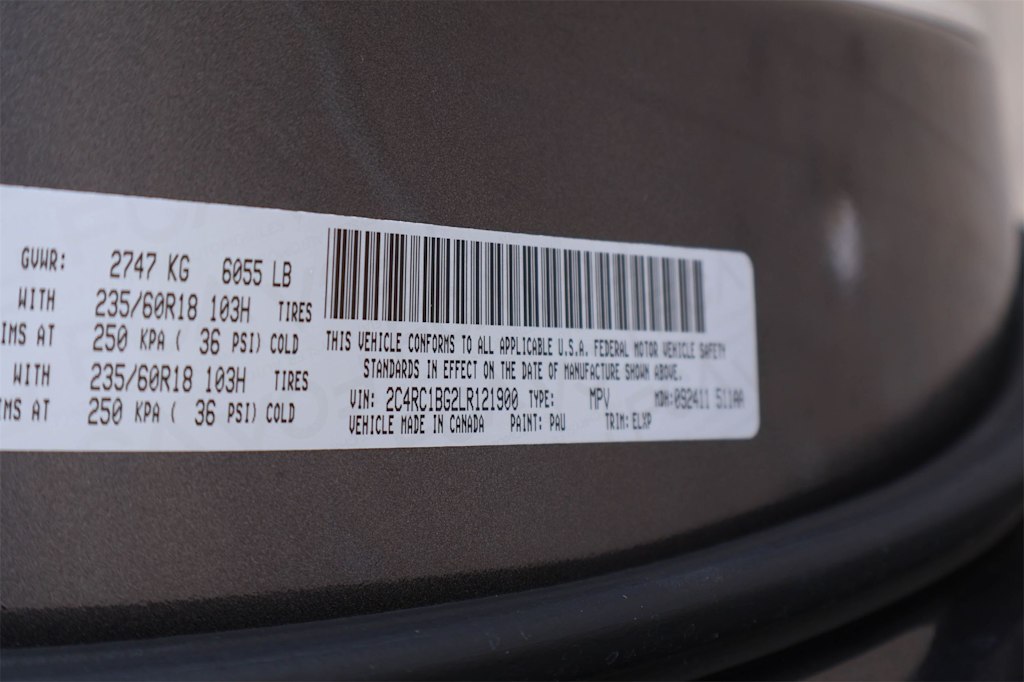 GVWR: 2747 KG 6055 LB
WITH 235/60R18 103H TIRES
IMS AT 250 KPA ( 36 PSI) COLD
WITH 235/60R18 103H TIRES
IMS AT 250 KPA ( 36 PSI) COLD
THIS VEHICLE CONFORMS TO ALL APPLICABLE U.S.A. FEDERAL MOTOR VEHICLE SAFETY
STANDARDS IN EFFECT ON THE DATE OF MANUFACTURE SHOWN ABOVE.
VIN: 2C4RC1BG2LR121900 TYPE: MPV MDH: 092411 511AA
VEHICLE MADE IN CANADA PAINT: PAU TRIM: ELXP